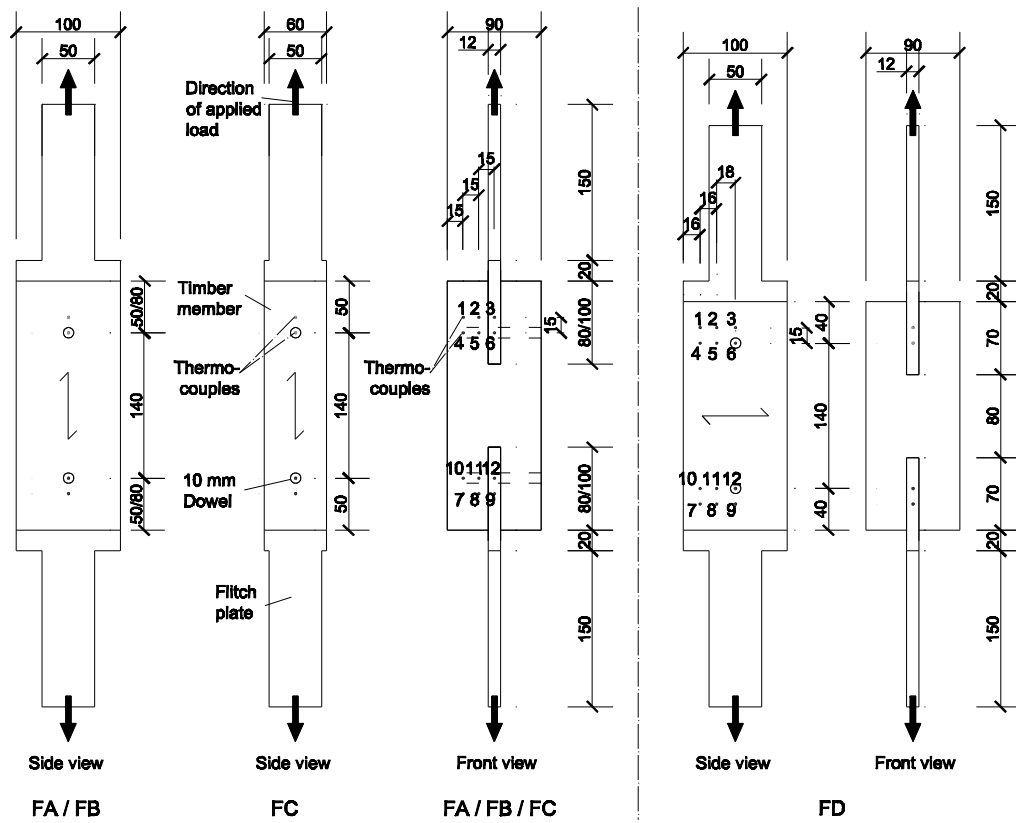 100
50
60
50
90
12
100
50
90
12
Direction
of applied
load
15
15
15
150
18
16
16
150
20
20
Timber
member
50/80
50
1 2 3
4 5 6
15
80/100
1 2 3
4 5 6
15
40
70
Thermo-
couples
Thermo-
couples
140
140
140
80
10 mm
Dowel
10 11 12
7 8 9
10 11 12
7 8 9
50/80
50
80/100
40
70
20
20
Flitch
plate
150
150
Side view
Side view
Front view
Side view
Front view
FA / FB
FC
FA / FB / FC
FD